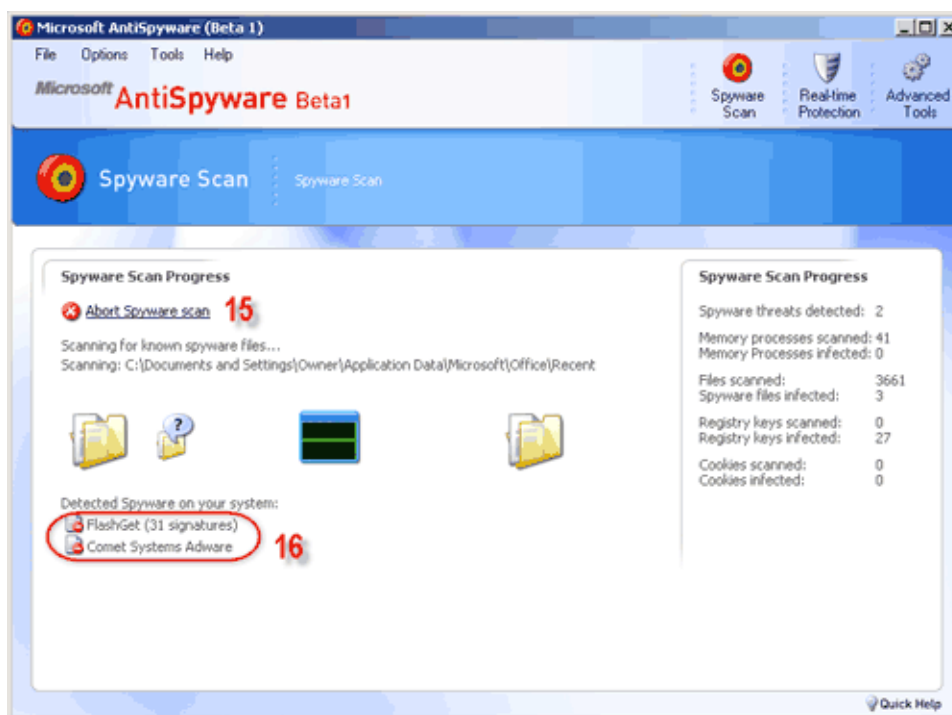 Microsoft AntiSpyware (Beta 1)
File Options Tools Help
Microsoft AntiSpyware Beta1
Spyware Scan
Real-time Protection
Advanced Tools
Spyware Scan
Spyware Scan
Spyware Scan Progress
Abort Spyware scan 15
Scanning for known spyware files...
Scanning: C:\Documents and Settings\Owner\Application Data\Microsoft\Office\Recent
?
Detected Spyware on your system:
FlashGet (31 signatures)
Comet Systems Adware
16
Spyware Scan Progress
Spyware threats detected: 2
Memory processes scanned: 41
Memory Processes infected: 0
Files scanned: 3661
Spyware files infected: 3
Registry keys scanned: 0
Registry keys infected: 27
Cookies scanned: 0
Cookies infected: 0
Quick Help